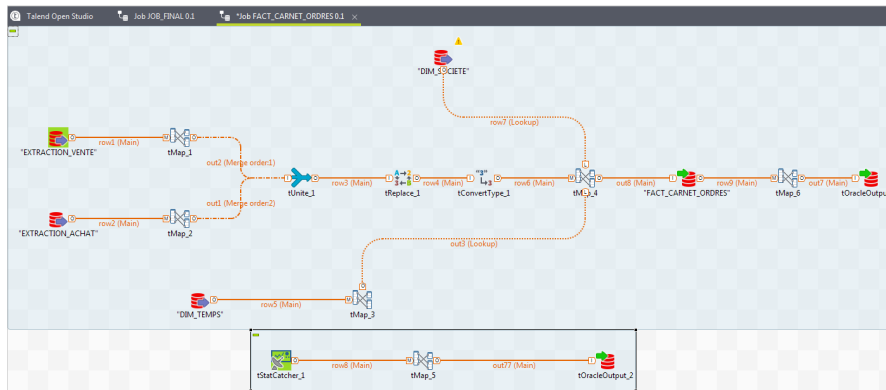 Talend Open Studio
Job JOB_FINAL 0.1
*Job FACT_CARNET_ORDRES 0.1
"DIM_SOCIETE"
row7 (Lookup)
"EXTRACTION_VENTE"
row1 (Main)
tMap_1
out2 (Merge order:1)
tUnite_1
row3 (Main)
tReplace_1
row4 (Main)
tConvertType_1
row6 (Main)
tMap_4
out8 (Main)
"FACT_CARNET_ORDRES"
row9 (Main)
tMap_6
out7 (Main)
tOracleOutput_
out1 (Merge order:2)
"EXTRACTION_ACHAT"
row2 (Main)
tMap_2
out3 (Lookup)
"DIM_TEMPS"
row5 (Main)
tMap_3
tStatCatcher_1
row8 (Main)
tMap_5
out77 (Main)
tOracleOutput_2